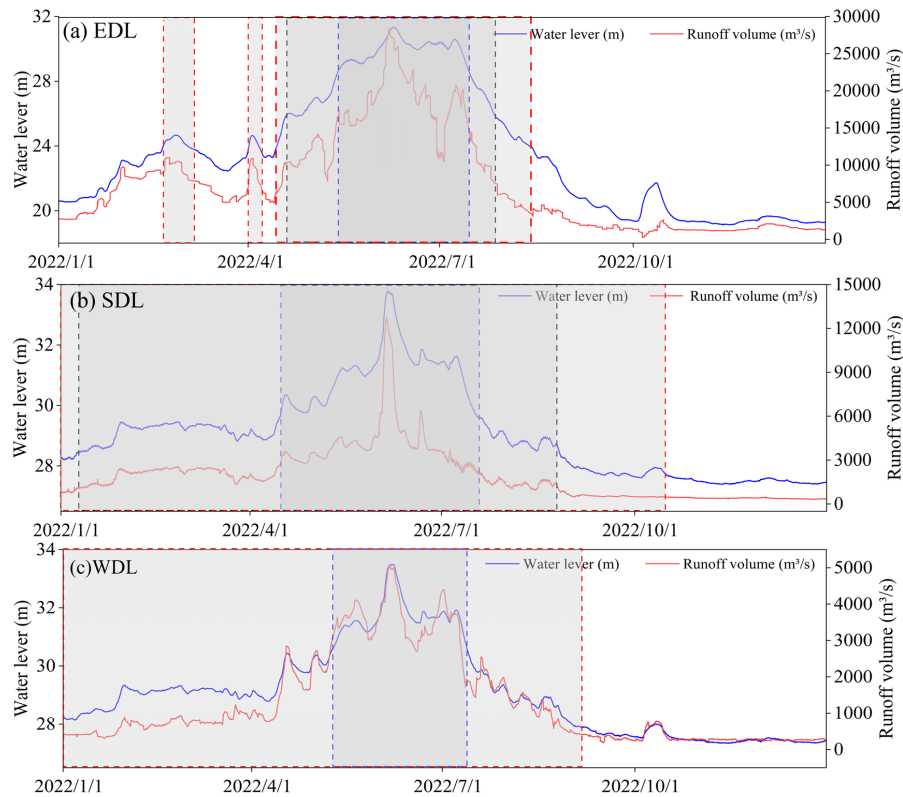 (a) EDL
Water lever (m) Runoff volume (m³/s)
Water lever (m)
32
28
24
20
30000
25000
20000
15000
10000
5000
0
Runoff volume (m³/s)
2022/1/1 2022/4/1 2022/7/1 2022/10/1
(b) SDL
Water lever (m) Runoff volume (m³/s)
Water lever (m)
34
32
30
28
15000
12000
9000
6000
3000
0
Runoff volume (m³/s)
2022/1/1 2022/4/1 2022/7/1 2022/10/1
(c)WDL
Water lever (m) Runoff volume (m³/s)
Water lever (m)
34
32
30
28
5000
4000
3000
2000
1000
0
Runoff volume (m³/s)
2022/1/1 2022/4/1 2022/7/1 2022/10/1